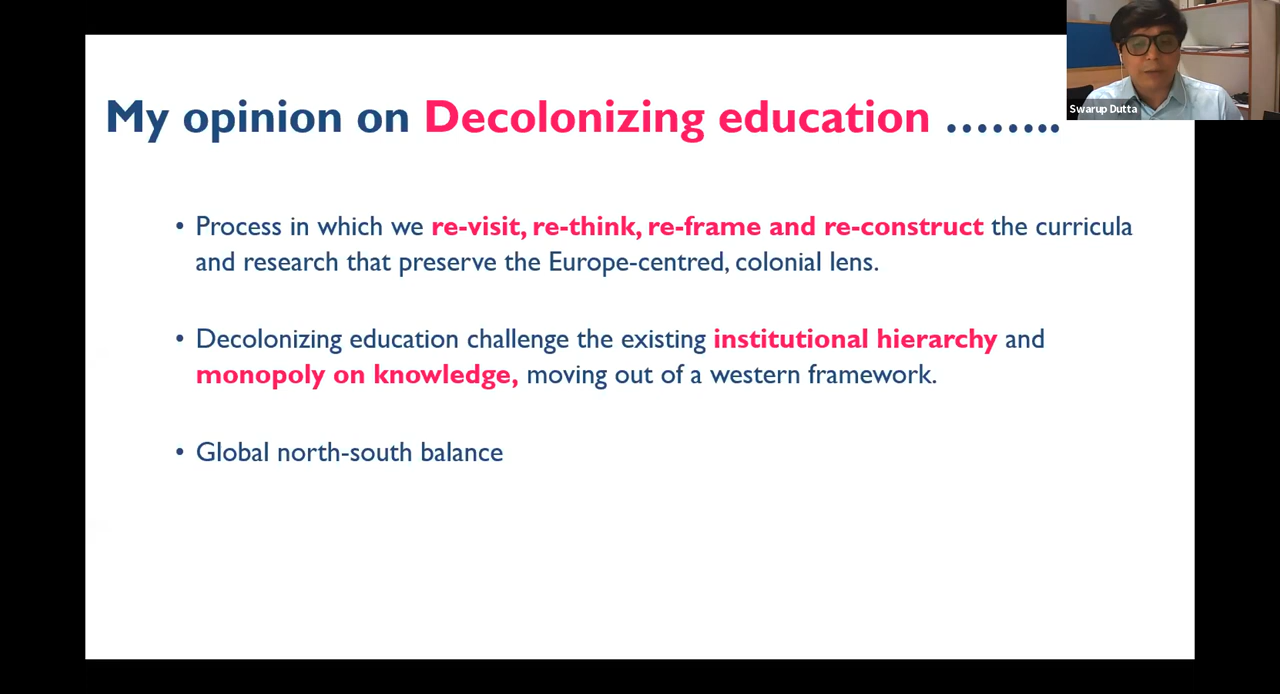 My opinion on Decolonizing education ……..
Swarup Dutta
• Process in which we re-visit, re-think, re-frame and re-construct the curricula
and research that preserve the Europe-centred, colonial lens.
• Decolonizing education challenge the existing institutional hierarchy and
monopoly on knowledge, moving out of a western framework.
• Global north-south balance